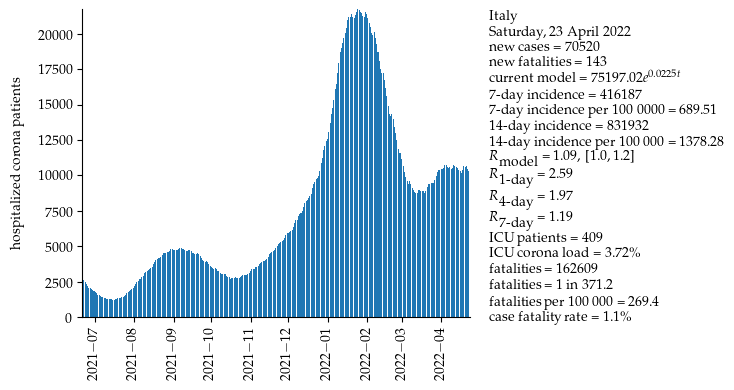 hospitalized corona patients
20000
17500
15000
12500
10000
7500
5000
2500
0
2021−07
2021−08
2021−09
2021−10
2021−11
2021−12
2022−01
2022−02
2022−03
2022−04
Italy
Saturday, 23 April 2022
new cases = 70520
new fatalities = 143
current model = 75197.02e^0.0225t
7-day incidence = 416187
7-day incidence per 100 0000 = 689.51
14-day incidence = 831932
14-day incidence per 100 000 = 1378.28
R_model = 1.09, [1.0, 1.2]
R_1-day = 2.59
R_4-day = 1.97
R_7-day = 1.19
ICU patients = 409
ICU corona load = 3.72%
fatalities = 162609
fatalities = 1 in 371.2
fatalities per 100 000 = 269.4
case fatality rate = 1.1%